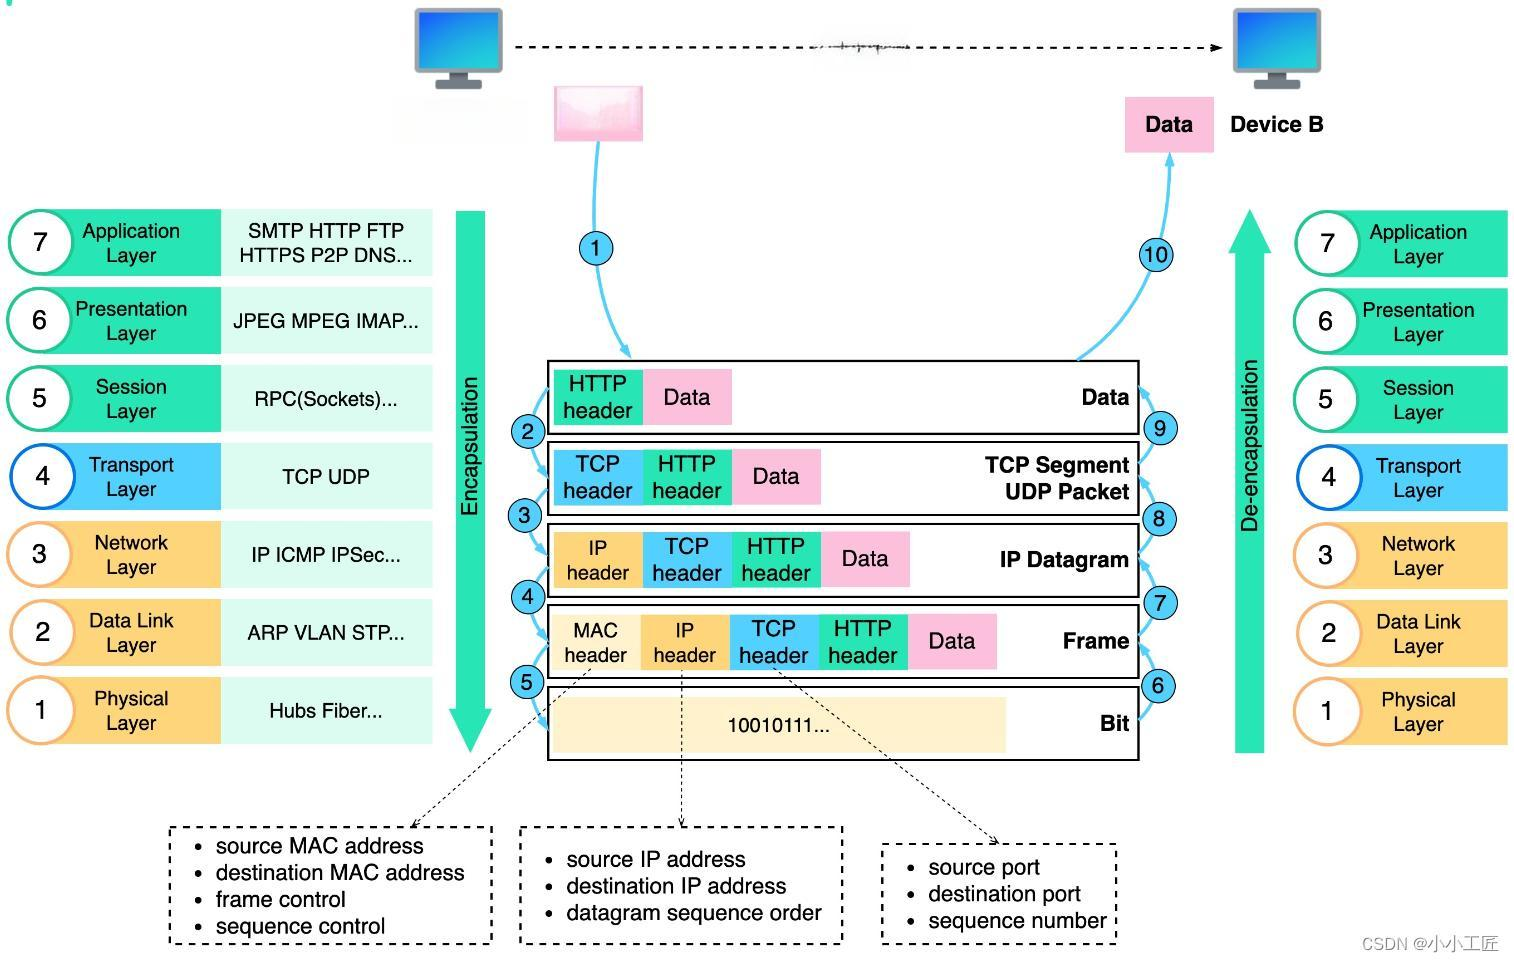 Data
Device B
7
Application
Layer
SMTP HTTP FTP
HTTPS P2P DNS...
6
Presentation
Layer
JPEG MPEG IMAP...
5
Session
Layer
RPC(Sockets)...
4
Transport
Layer
TCP UDP
3
Network
Layer
IP ICMP IPSec...
2
Data Link
Layer
ARP VLAN STP...
1
Physical
Layer
Hubs Fiber...
Encapsulation
1
2
3
4
5
HTTP
header
Data
Data
TCP
header
HTTP
header
Data
TCP Segment
UDP Packet
IP
header
TCP
header
HTTP
header
Data
IP Datagram
MAC
header
IP
header
TCP
header
HTTP
header
Data
Frame
10010111...
Bit
10
9
8
7
6
De-encapsulation
7
Application
Layer
6
Presentation
Layer
5
Session
Layer
4
Transport
Layer
3
Network
Layer
2
Data Link
Layer
1
Physical
Layer
• source MAC address
• destination MAC address
• frame control
• sequence control
• source IP address
• destination IP address
• datagram sequence order
• source port
• destination port
• sequence number
CSDN @小小工匠